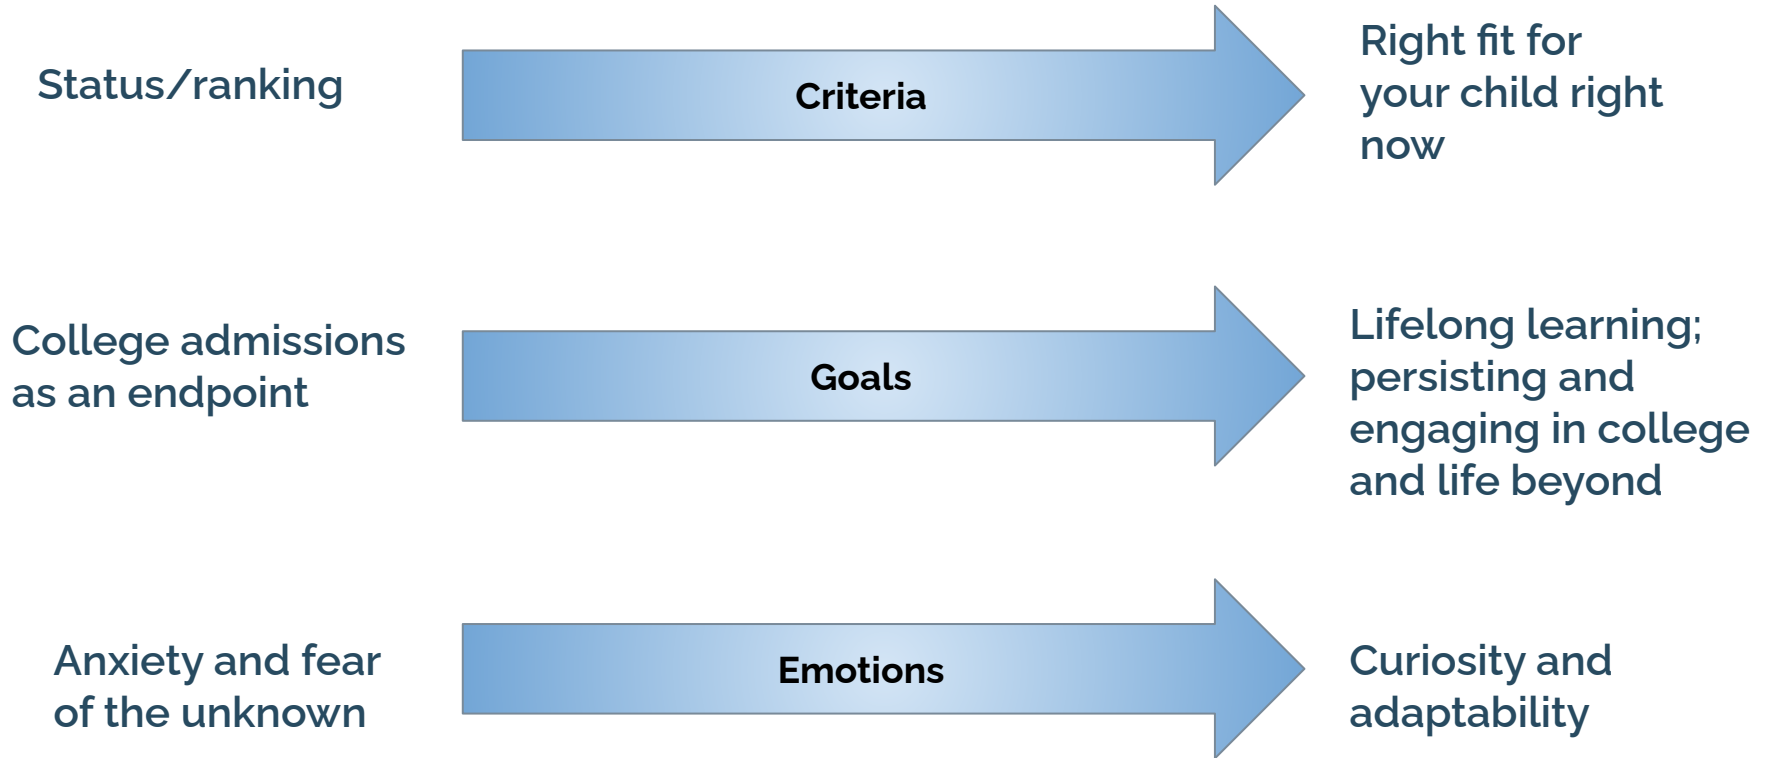 Status/ranking
Criteria
Right fit for
your child right
now
College admissions
as an endpoint
Goals
Lifelong learning;
persisting and
engaging in college
and life beyond
Anxiety and fear
of the unknown
Emotions
Curiosity and
adaptability